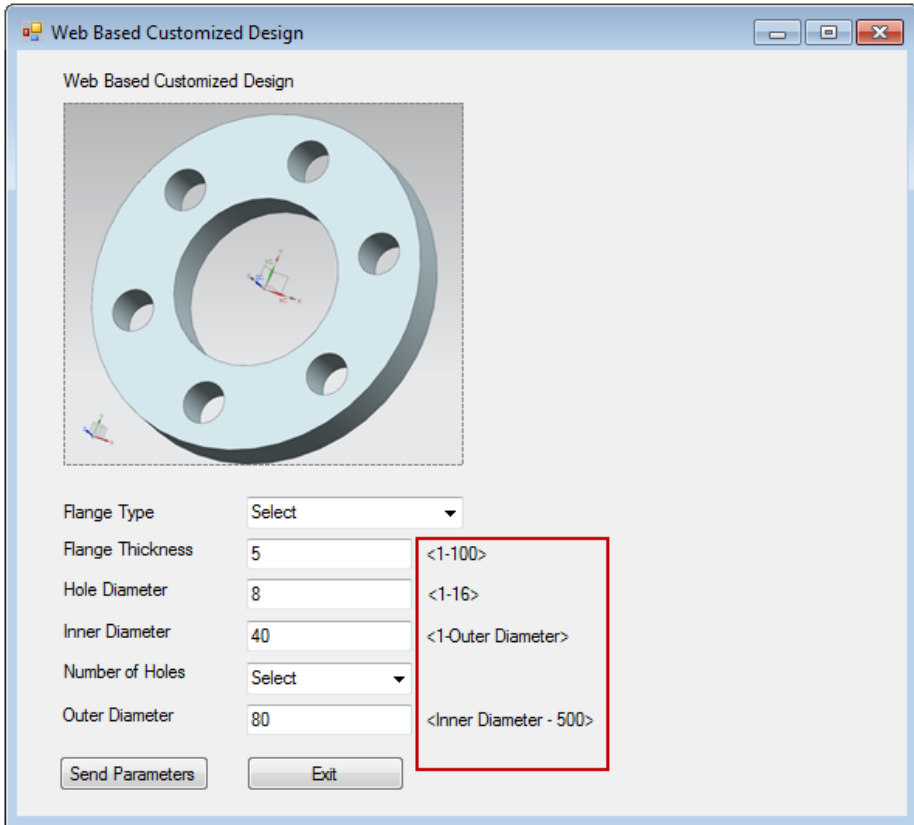 Web Based Customized Design
Web Based Customized Design
Flange Type Select
Flange Thickness 5 <1-100>
Hole Diameter 8 <1-16>
Inner Diameter 40 <1-Outer Diameter>
Number of Holes Select
Outer Diameter 80 <Inner Diameter - 500>
Send Parameters Exit